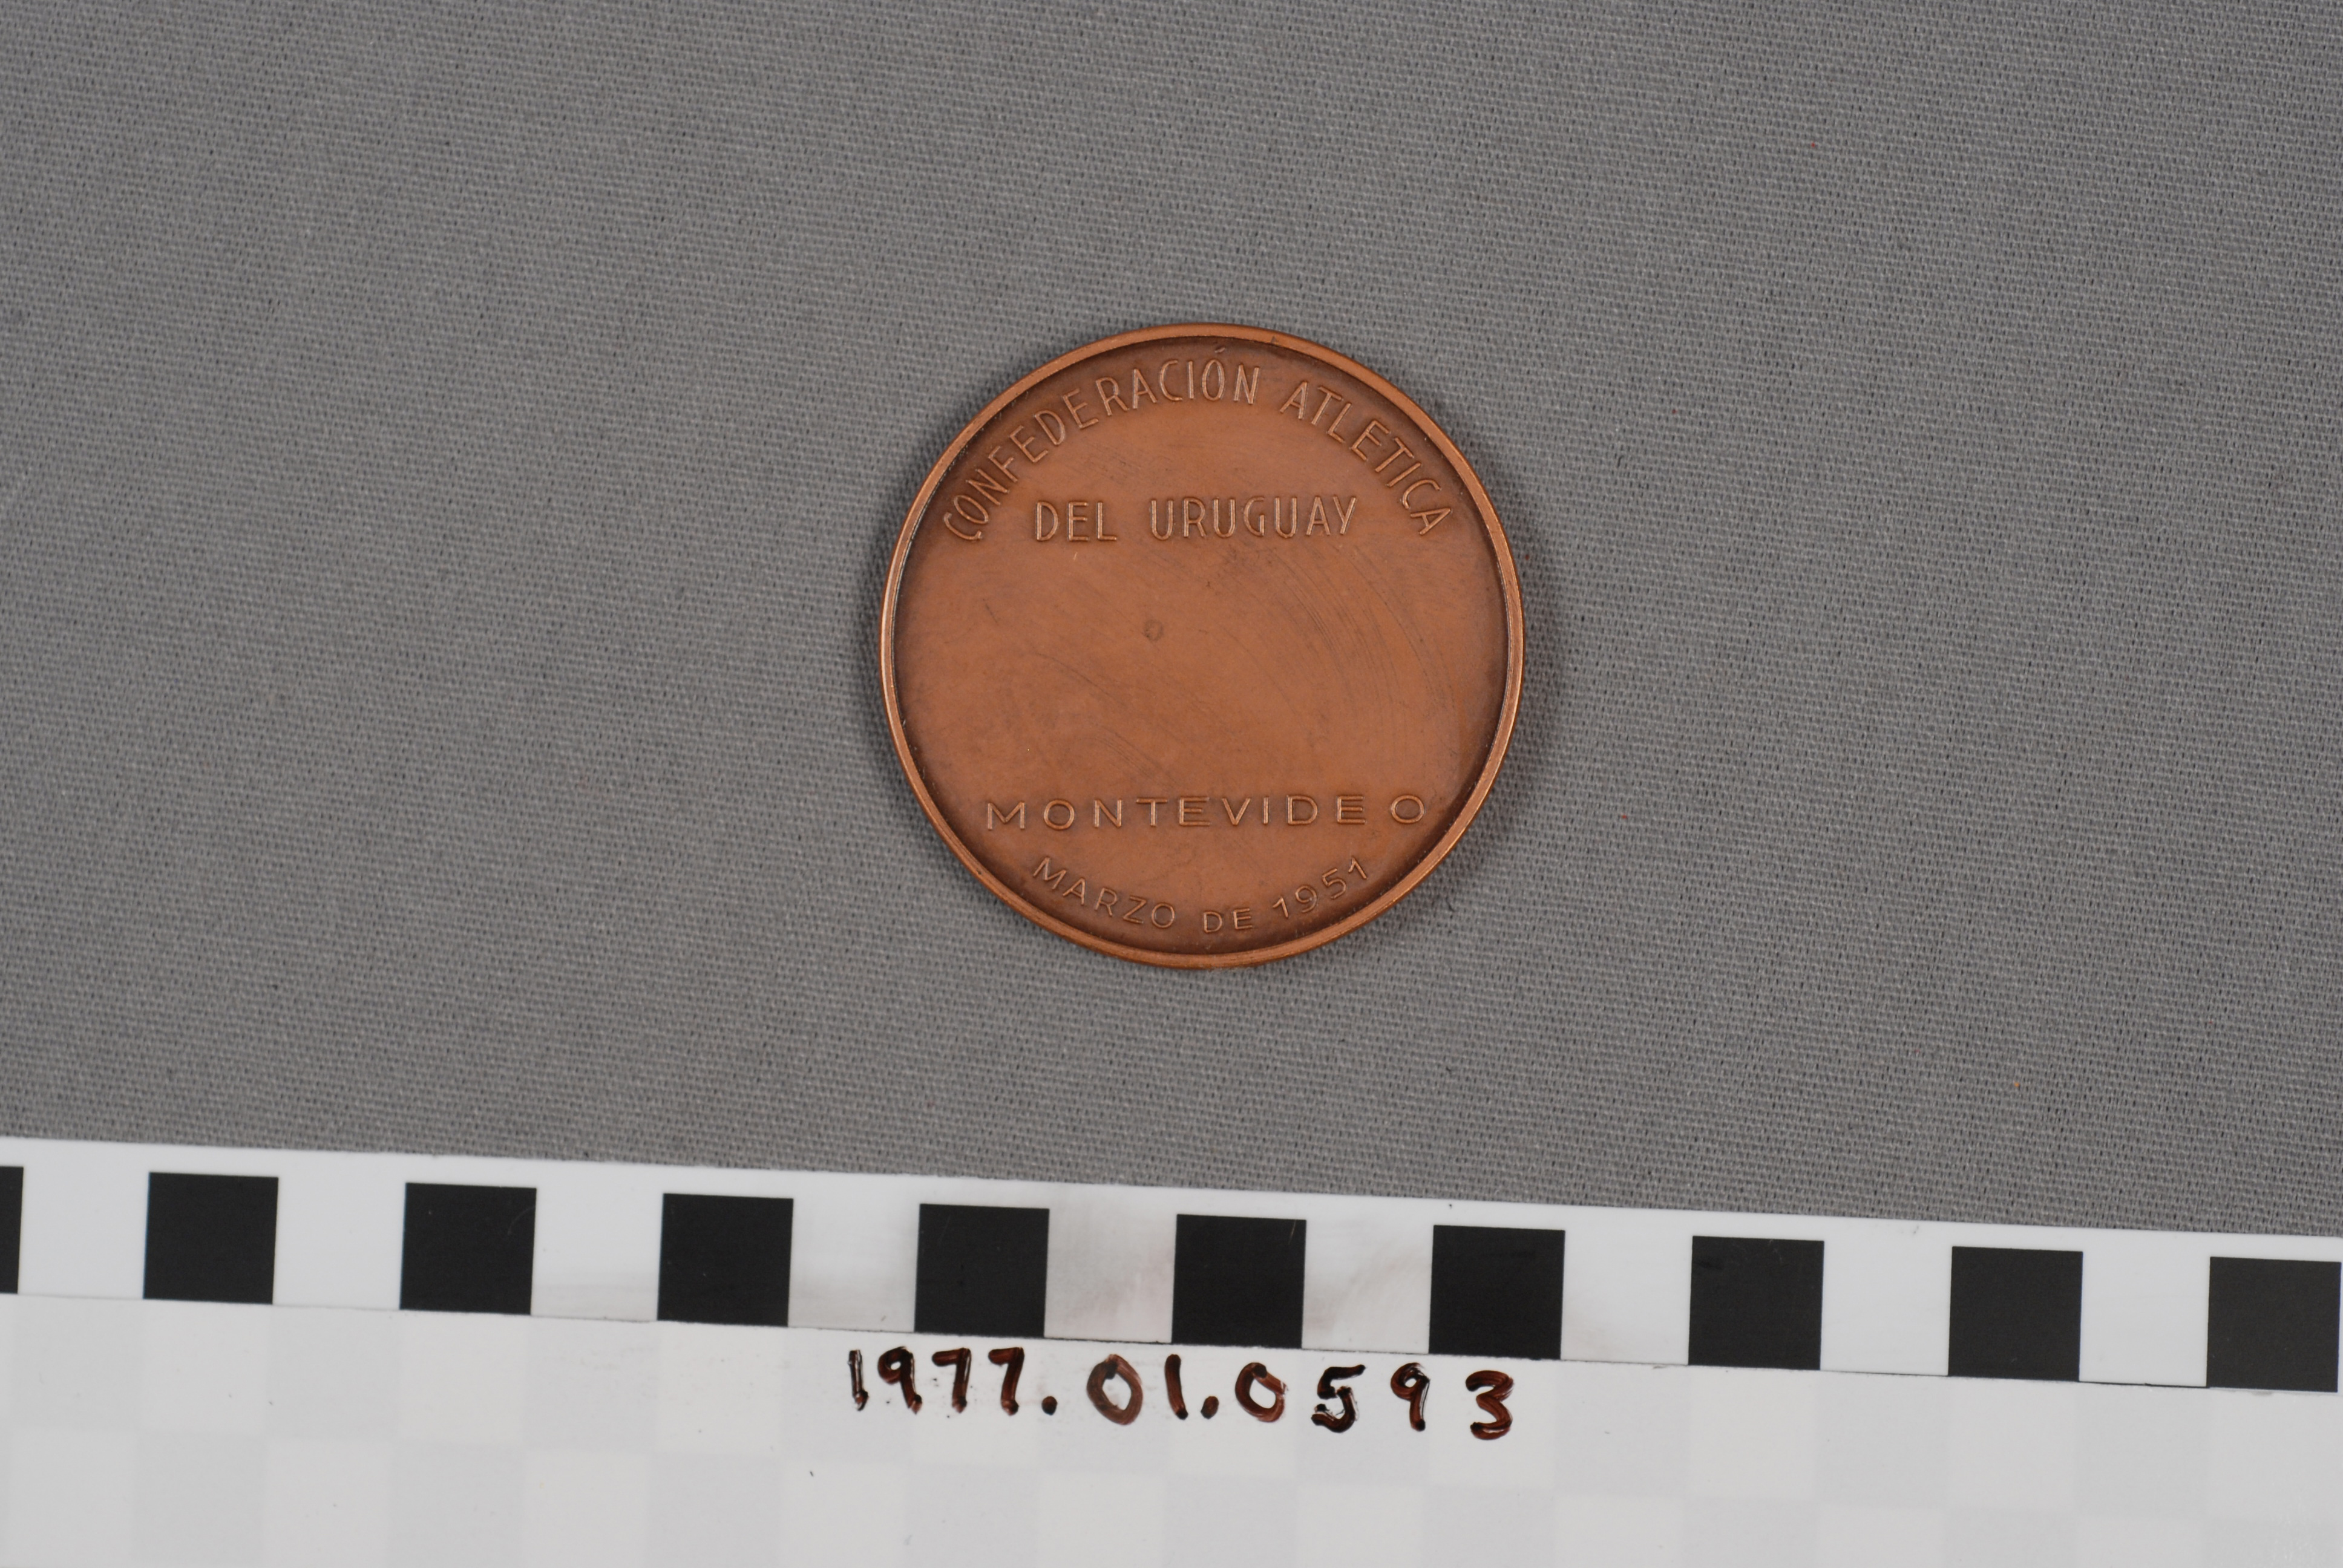 CONFEDERACIÓN ATLETICA
DEL URUGUAY
MONTEVIDEO
MARZO DE 1951
1977.01.0593